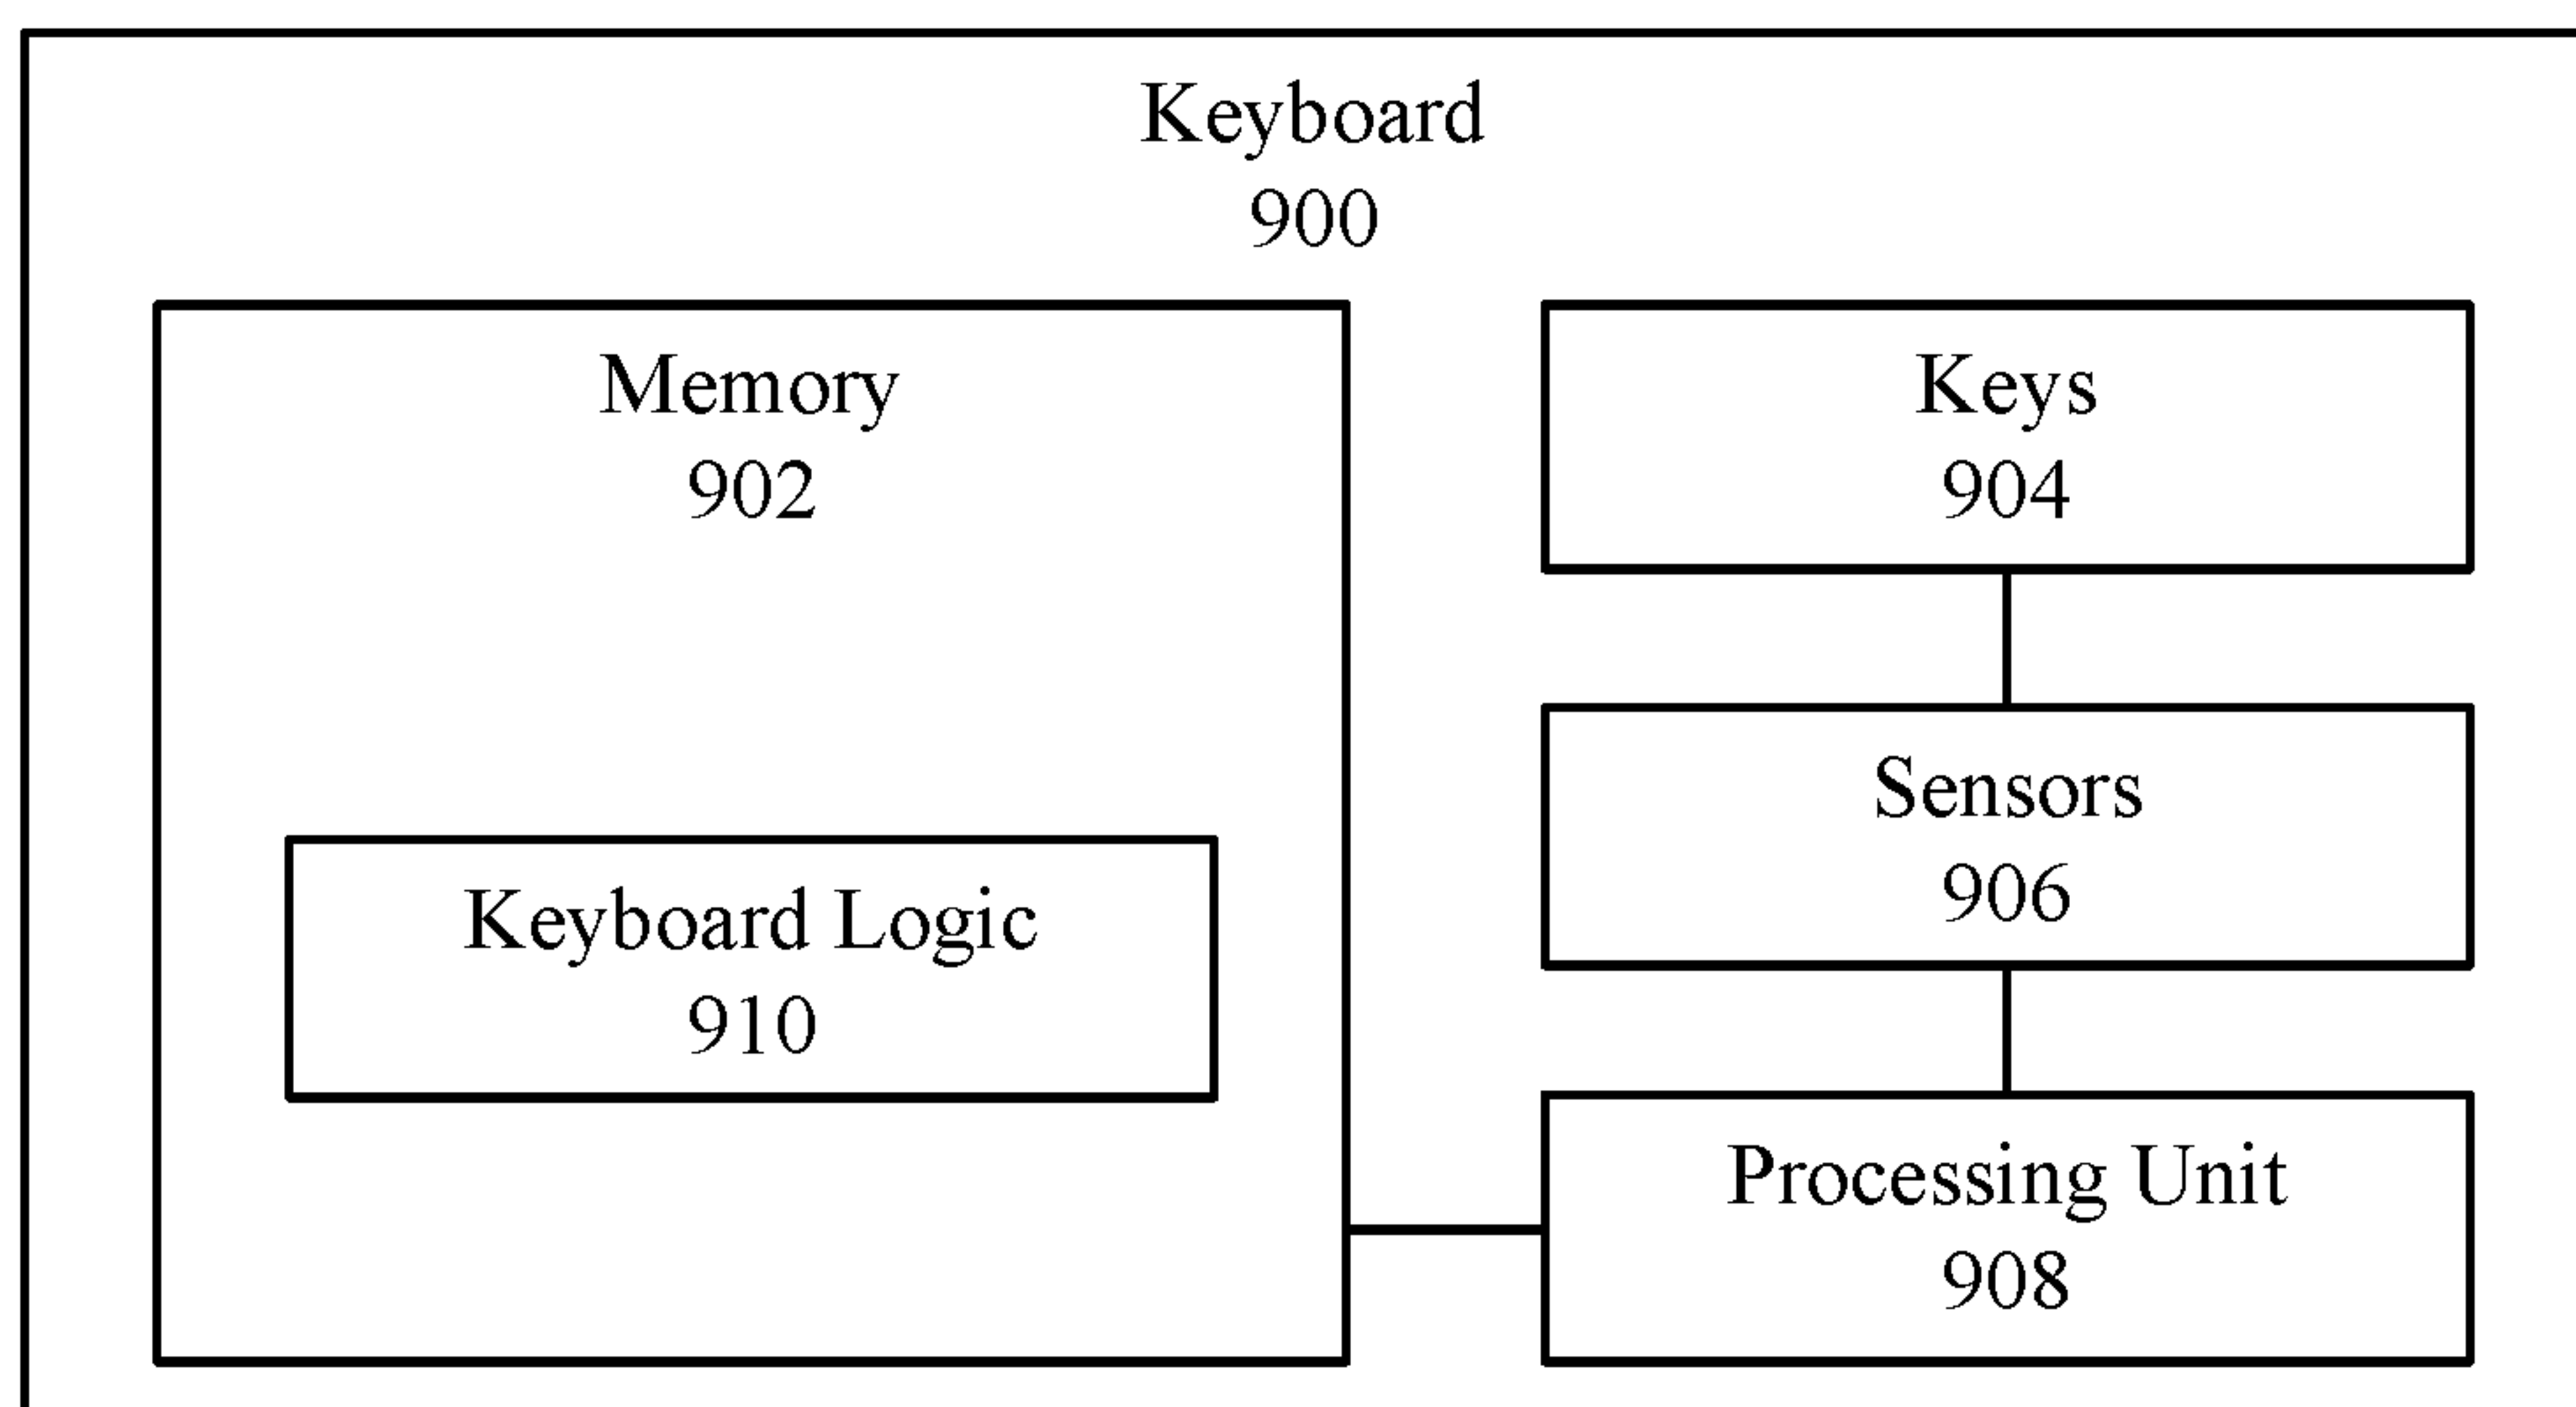 Keyboard
900
Memory
902
Keyboard Logic
910
Keys
904
Sensors
906
Processing Unit
908